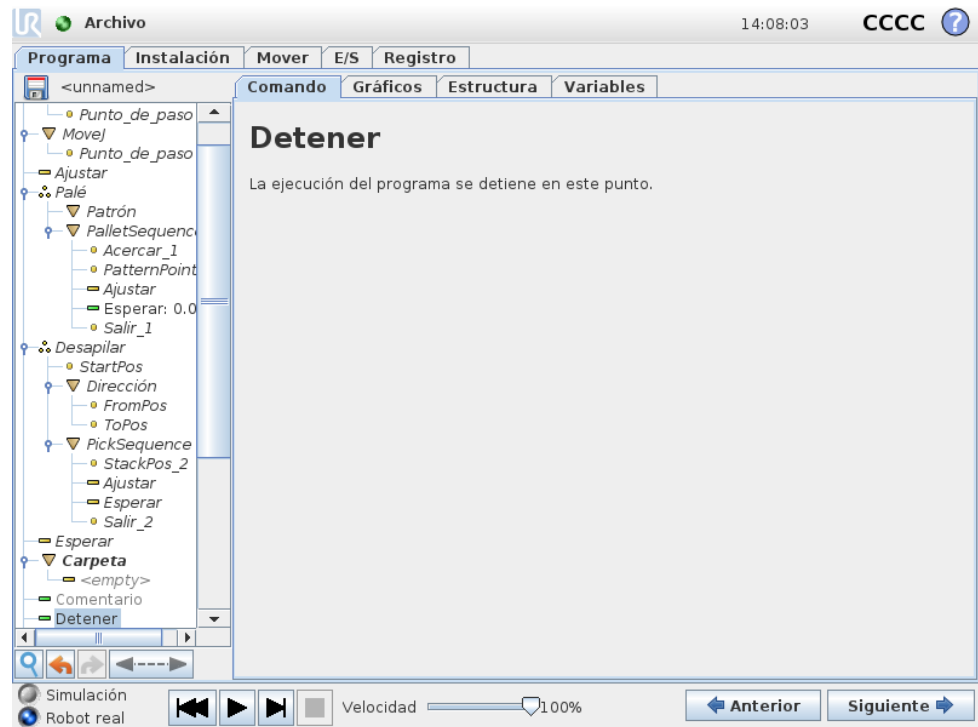 UR Archivo 14:08:03 CCCC ?
Programa Instalación Mover E/S Registro
<unnamed>
Comando Gráficos Estructura Variables
Punto_de_paso
MoveJ
Punto_de_paso
Ajustar
Palé
Patrón
PalletSequenc
Acercar_1
PatternPoint
Ajustar
Esperar: 0.0
Salir_1
Desapilar
StartPos
Dirección
FromPos
ToPos
PickSequence
StackPos_2
Ajustar
Esperar
Salir_2
Esperar
Carpeta
<empty>
Comentario
Detener
Detener
La ejecución del programa se detiene en este punto.
Simulación
Robot real
Velocidad 100%
Anterior
Siguiente